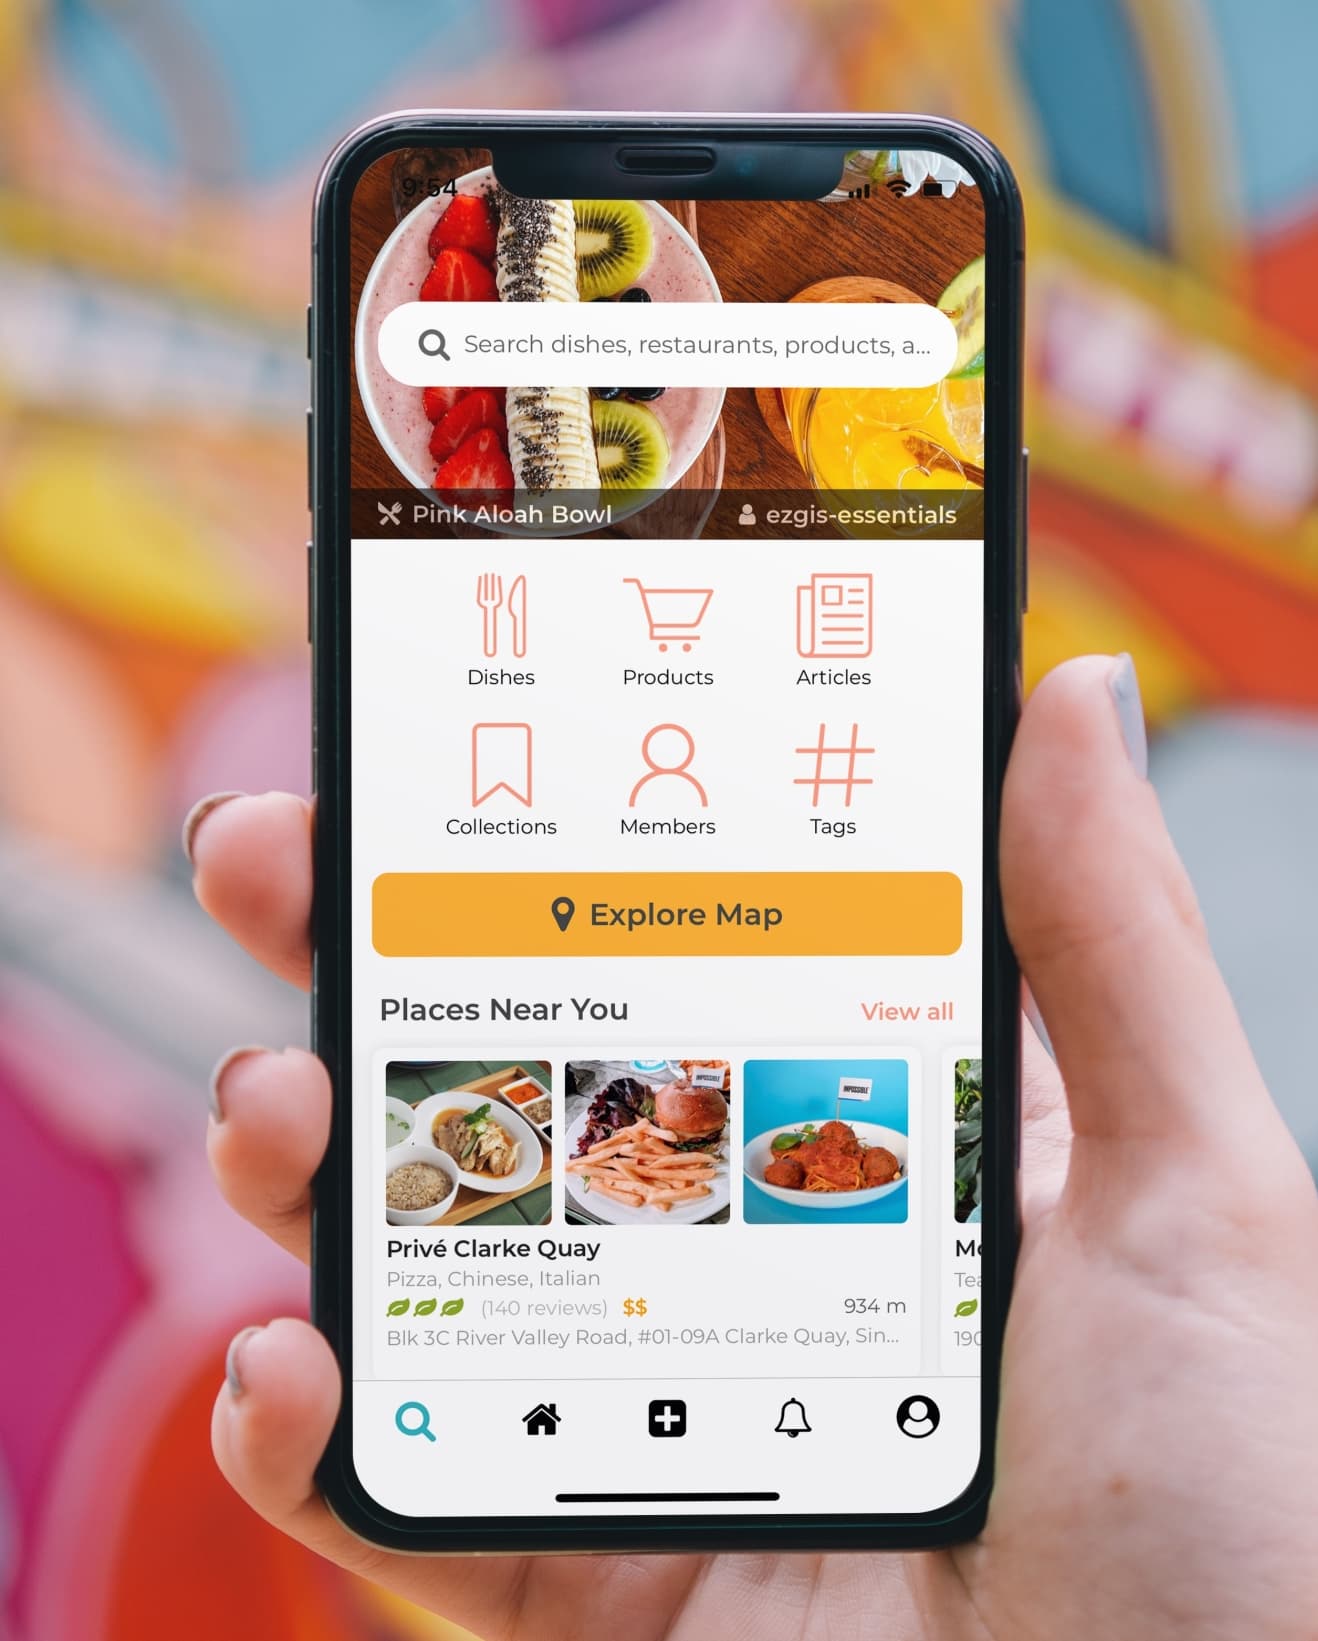 9:54
Search dishes, restaurants, products, a...
Pink Aloah Bowl
ezgis-essentials
Dishes
Products
Articles
Collections
Members
Tags
Explore Map
Places Near You
View all
IMPOSSIBLE
IMPOSSIBLE
Privé Clarke Quay
Pizza, Chinese, Italian
(140 reviews) $$ 934 m
Blk 3C River Valley Road, #01-09A Clarke Quay, Sin...
190